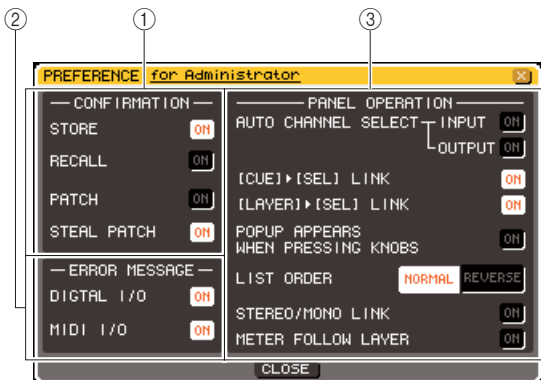 ① ② ③
PREFERENCE for Administrator
CONFIRMATION
STORE ON
RECALL ON
PATCH ON
STEAL PATCH ON
ERROR MESSAGE
DIGTAL I/O ON
MIDI I/O ON
PANEL OPERATION
AUTO CHANNEL SELECT INPUT ON
OUTPUT ON
[CUE]▶[SEL] LINK ON
[LAYER]▶[SEL] LINK ON
POPUP APPEARS
WHEN PRESSING KNOBS ON
LIST ORDER NORMAL REVERSE
STEREO/MONO LINK ON
METER FOLLOW LAYER ON
CLOSE